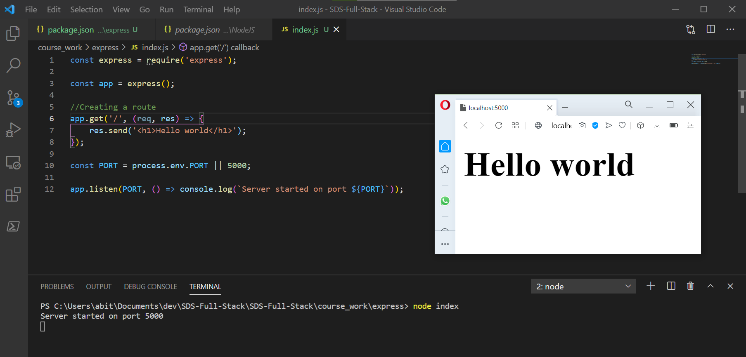 File Edit Selection View Go Run Terminal Help index.js - SDS-Full-Stack - Visual Studio Code
package.json ...\express U package.json ...\NodeJS JS index.js U
course_work > express > JS index.js > app.get('/') callback
1 const express = require('express');
2
3 const app = express();
4
5 //Creating a route
6 app.get('/', (req, res) => {
7 res.send('<h1>Hello world</h1>');
8 });
9
10 const PORT = process.env.PORT || 5000;
11
12 app.listen(PORT, () => console.log(`Server started on port ${PORT}`));
localhost:5000
localhe
Hello world
3
PROBLEMS OUTPUT DEBUG CONSOLE TERMINAL 2: node
PS C:\Users\abit\Documents\dev\SDS-Full-Stack\SDS-Full-Stack\course_work\express> node index
Server started on port 5000